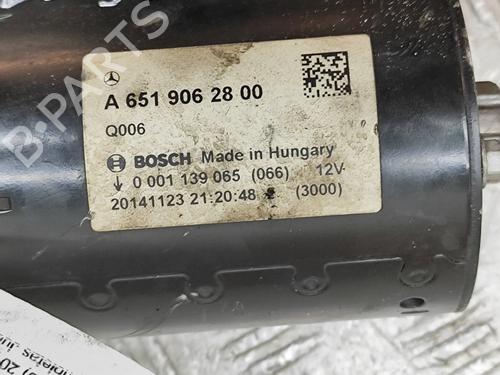 A 651 906 28 00
Q006
BOSCH Made in Hungary
0 001 139 065 (066) 12V
20141123 21:20:48 (3000)
B-PARTS